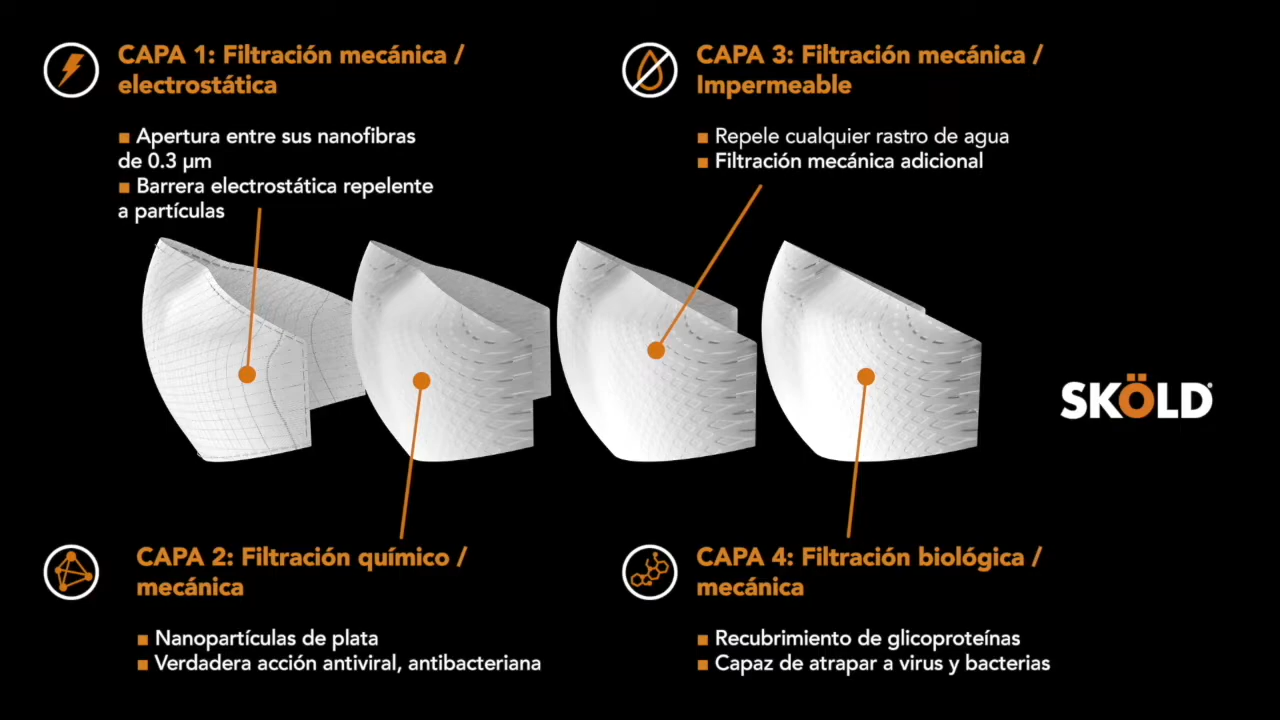 CAPA 1: Filtración mecánica /
electrostática
■ Apertura entre sus nanofibras
de 0.3 µm
■ Barrera electrostática repelente
a partículas
CAPA 3: Filtración mecánica /
Impermeable
■ Repele cualquier rastro de agua
■ Filtración mecánica adicional
SKÖLD
CAPA 2: Filtración químico /
mecánica
■ Nanopartículas de plata
■ Verdadera acción antiviral, antibacteriana
CAPA 4: Filtración biológica /
mecánica
■ Recubrimiento de glicoproteínas
■ Capaz de atrapar a virus y bacterias